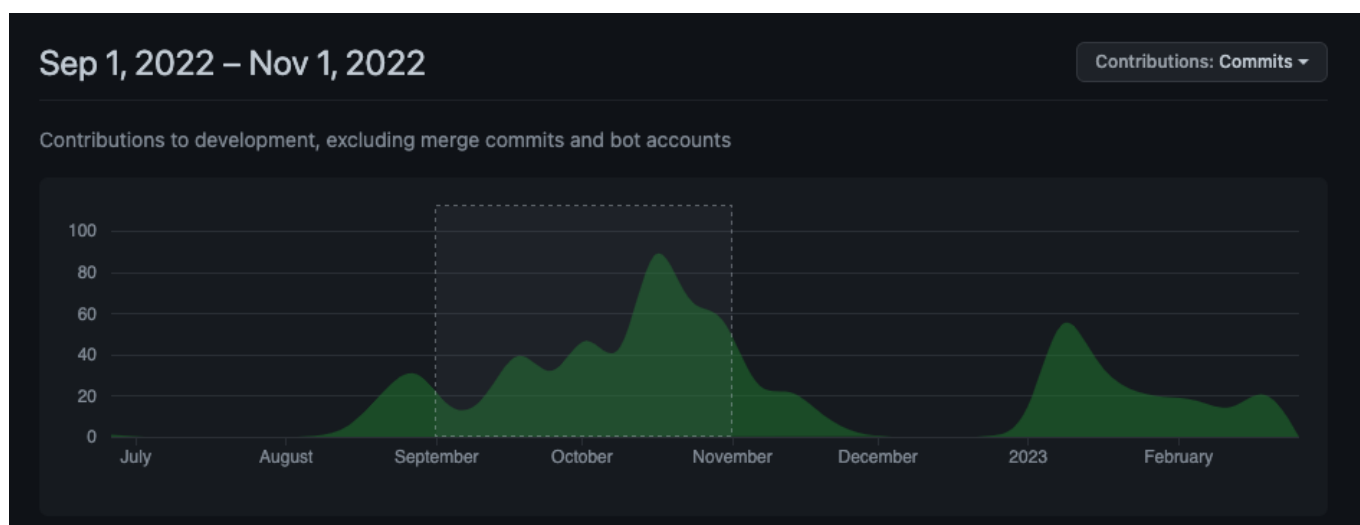 Sep 1, 2022 – Nov 1, 2022
Contributions: Commits
Contributions to development, excluding merge commits and bot accounts
100
80
60
40
20
0
July August September October November December 2023 February